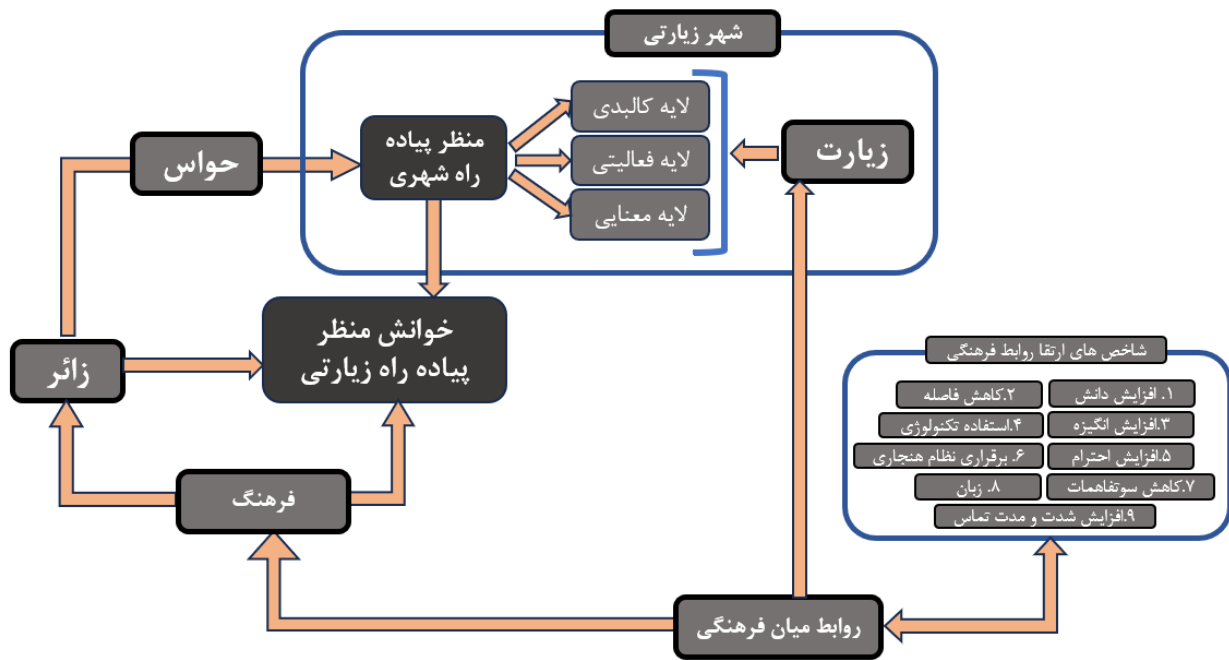 شهر زیارتی
لایه کالبدی
لایه فعالیتی
لایه معنایی
زیارت
منظر پیاده
راه شهری
حواس
خوانش منظر
پیاده راه زیارتی
زائر
فرهنگ
شاخص های ارتقا روابط فرهنگی
۱. افزایش دانش
۲.کاهش فاصله
۳.افزایش انگیزه
۴.استفاده تکنولوژی
۵.افزایش احترام
۶. برقراری نظام هنجاری
۷.کاهش سوتفاهمات
۸. زبان
۹.افزایش شدت و مدت تماس
روابط میان فرهنگی